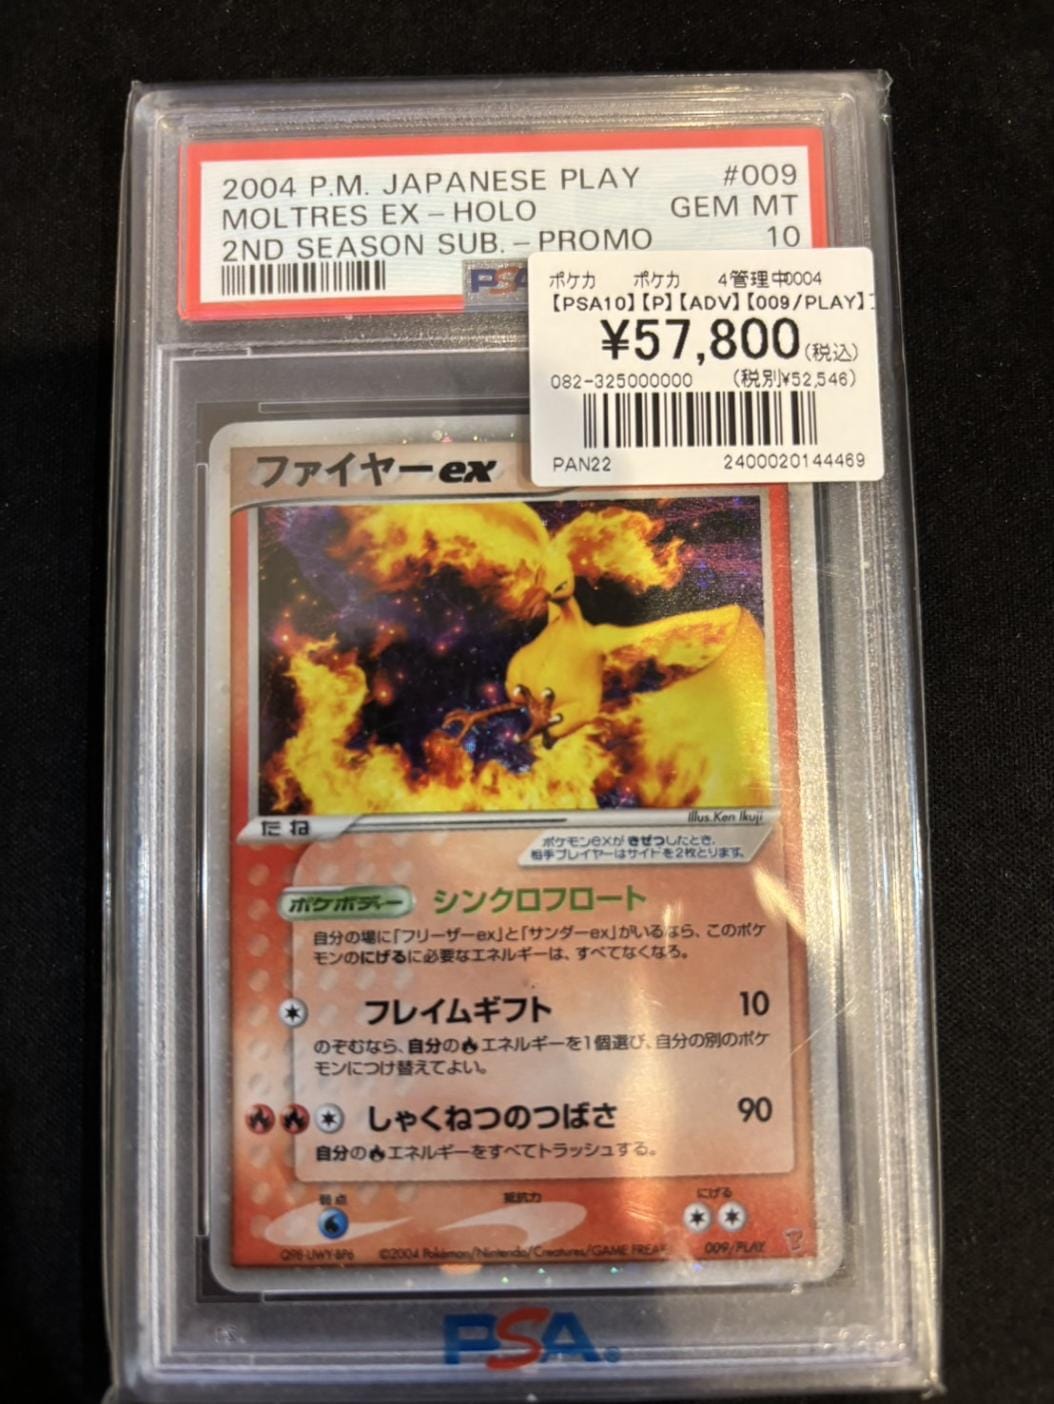 2004 P.M. JAPANESE PLAY #009
MOLTRES EX - HOLO GEM MT
2ND SEASON SUB. - PROMO 10
PSA
ポケカ ポケカ 4管理中0004
【PSA10】【P】【ADV】【009/PLAY】
¥57,800(税込)
082-325000000 (税別¥52,546)
PAN22 2400020144469
ファイヤーex
たね
Illus.Ken Ikuji
ポケモンexが きぜつしたとき、
相手プレイヤーはサイドを2枚とります。
ポケボディー シンクロフロート
自分の場に「フリーザーex」と「サンダーex」がいるなら、このポケ
モンのにげるに必要なエネルギーは、すべてなくなる。
フレイムギフト 10
のぞむなら、自分のエネルギーを1個選び、自分の別のポケ
モンにつけ替えてよい。
しゃくねつのつばさ 90
自分のエネルギーをすべてトラッシュする。
弱点 抵抗力 にげる
©2004 Pokémon/Nintendo/Creatures/GAME FREAK 009/PLAY
PSA